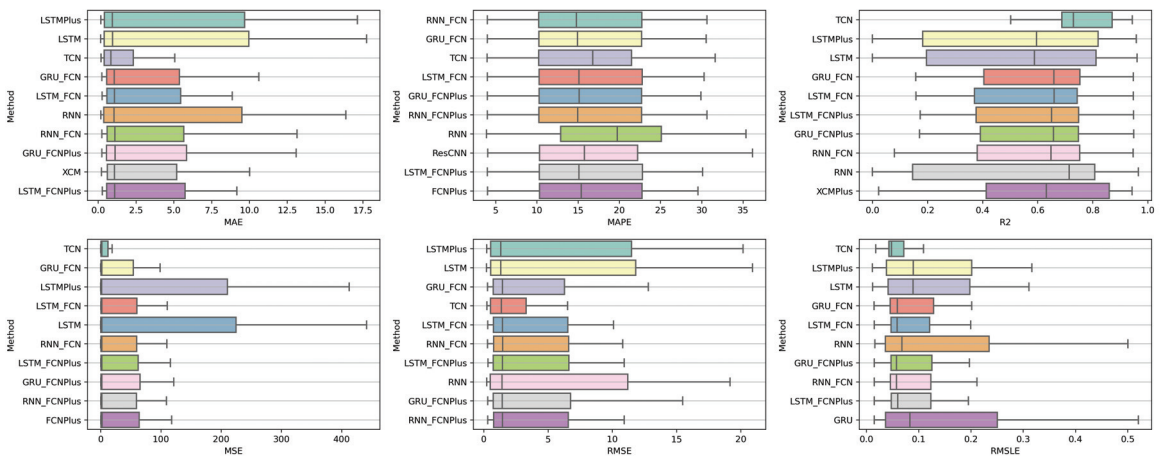 LSTMPlus
LSTM
TCN
GRU_FCN
LSTM_FCN
RNN
RNN_FCN
GRU_FCNPlus
XCM
LSTM_FCNPlus
Method
0.0 2.5 5.0 7.5 10.0 12.5 15.0 17.5
MAE
RNN_FCN
GRU_FCN
TCN
LSTM_FCN
GRU_FCNPlus
RNN_FCNPlus
RNN
ResCNN
LSTM_FCNPlus
FCNPlus
Method
5 10 15 20 25 30 35
MAPE
TCN
LSTMPlus
LSTM
GRU_FCN
LSTM_FCN
LSTM_FCNPlus
GRU_FCNPlus
RNN_FCN
RNN
XCMPlus
Method
0.0 0.2 0.4 0.6 0.8 1.0
R2
TCN
GRU_FCN
LSTMPlus
LSTM_FCN
LSTM
RNN_FCN
LSTM_FCNPlus
GRU_FCNPlus
RNN_FCNPlus
FCNPlus
Method
0 100 200 300 400
MSE
LSTMPlus
LSTM
GRU_FCN
TCN
LSTM_FCN
RNN_FCN
LSTM_FCNPlus
RNN
GRU_FCNPlus
RNN_FCNPlus
Method
0 5 10 15 20
RMSE
TCN
LSTMPlus
LSTM
GRU_FCN
LSTM_FCN
RNN
GRU_FCNPlus
RNN_FCN
LSTM_FCNPlus
GRU
Method
0.0 0.1 0.2 0.3 0.4 0.5
RMSLE